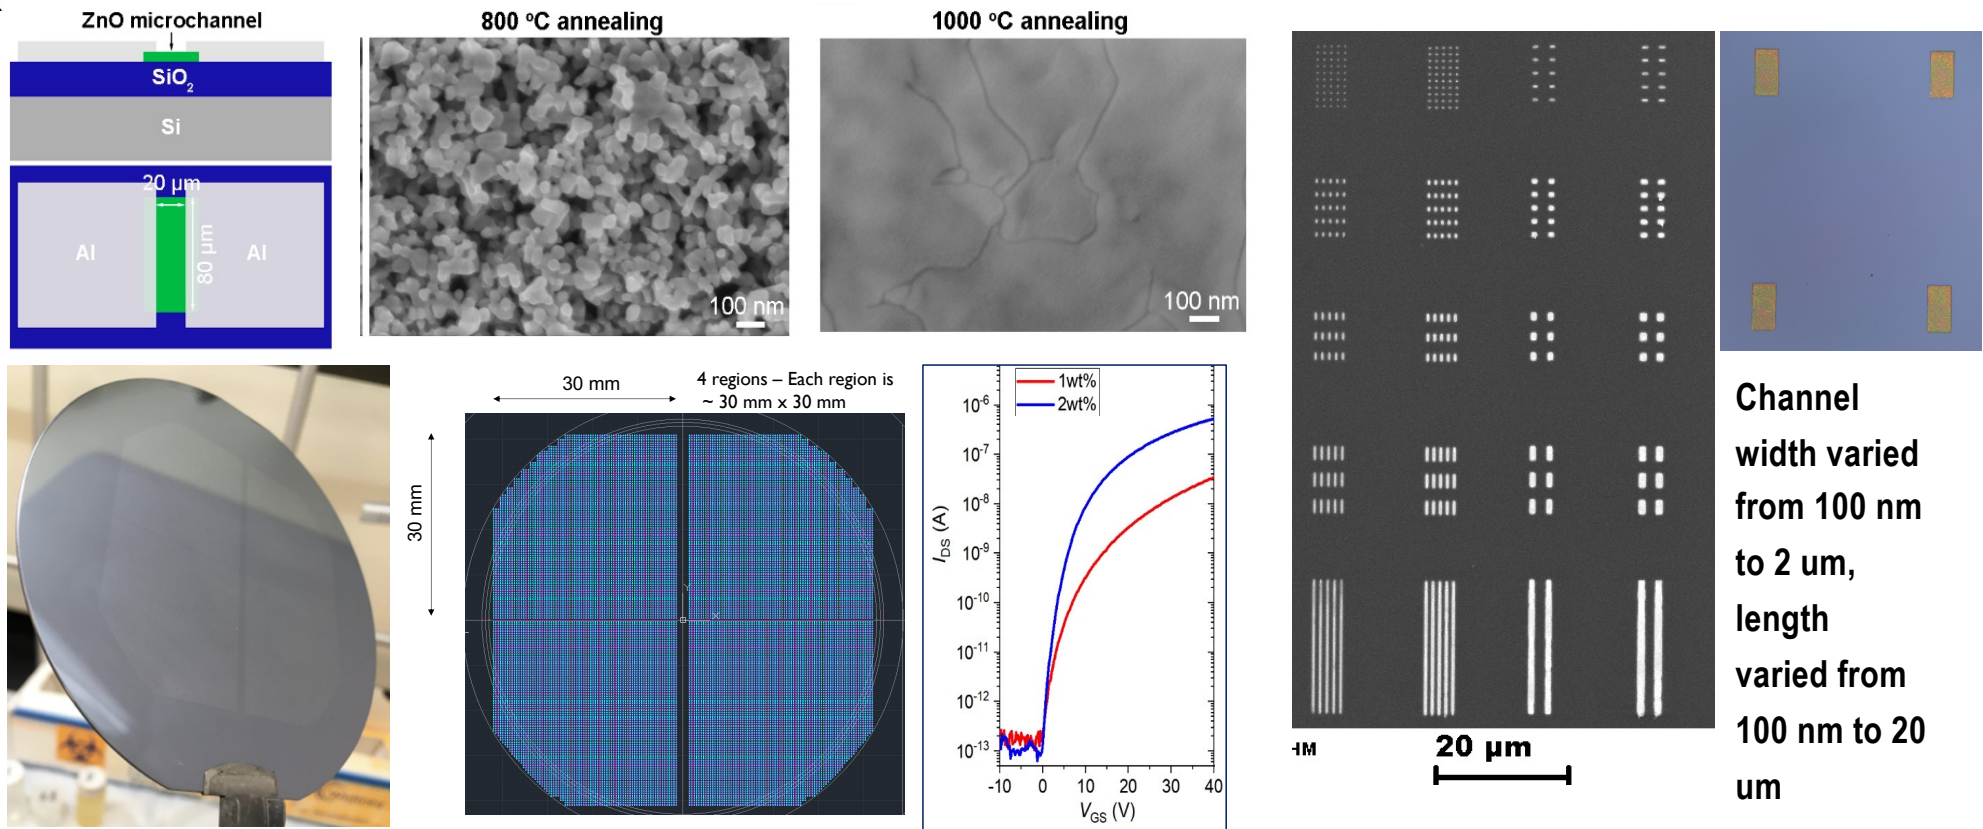 ZnO microchannel
SiO2
Si
20 µm
Al
80 µm
Al
800 ºC annealing
100 nm
1000 ºC annealing
100 nm
30 mm
4 regions – Each region is
~ 30 mm x 30 mm
30 mm
Y
X
1wt%
2wt%
10-6
10-7
10-8
10-9
10-10
10-11
10-12
10-13
IDS (A)
-10 0 10 20 30 40
VGS (V)
HM
20 µm
Channel
width varied
from 100 nm
to 2 um,
length
varied from
100 nm to 20
um